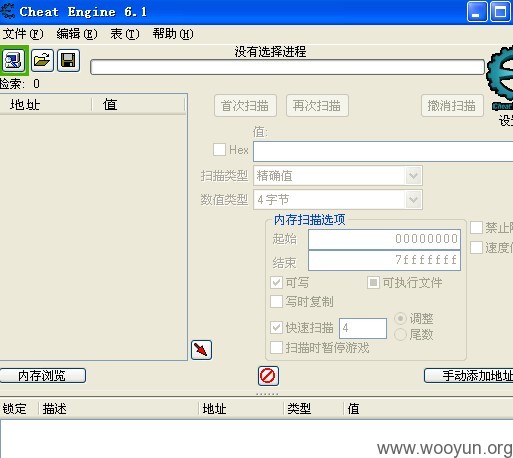 Cheat Engine 6.1
文件(F) 编辑(E) 表(T) 帮助(H)
没有选择进程
检索: 0
地址 值
首次扫描 再次扫描 撤消扫描
值:
Hex
扫描类型 精确值
数值类型 4字节
内存扫描选项
起始 00000000
结束 7fffffff
可写 可执行文件
写时复制
快速扫描 4 调整
尾数
扫描时暂停游戏
禁止
速度
内存浏览 手动添加地址
锁定 描述 地址 类型 值
www.wooyun.org